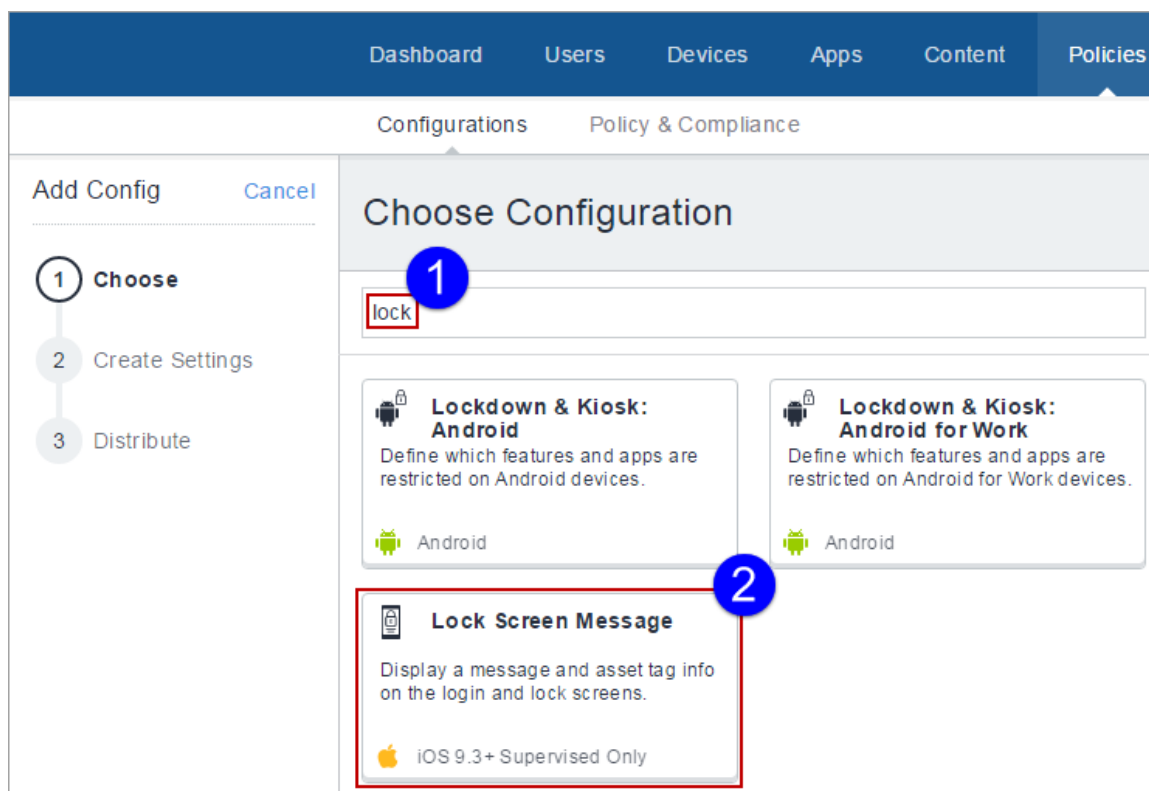 Dashboard Users Devices Apps Content Policies
Configurations Policy & Compliance
Add Config Cancel
1 Choose
2 Create Settings
3 Distribute
Choose Configuration
1
lock
Lockdown & Kiosk:
Android
Define which features and apps are
restricted on Android devices.
Android
Lockdown & Kiosk:
Android for Work
Define which features and apps are
restricted on Android for Work devices.
Android
2
Lock Screen Message
Display a message and asset tag info
on the login and lock screens.
iOS 9.3+ Supervised Only